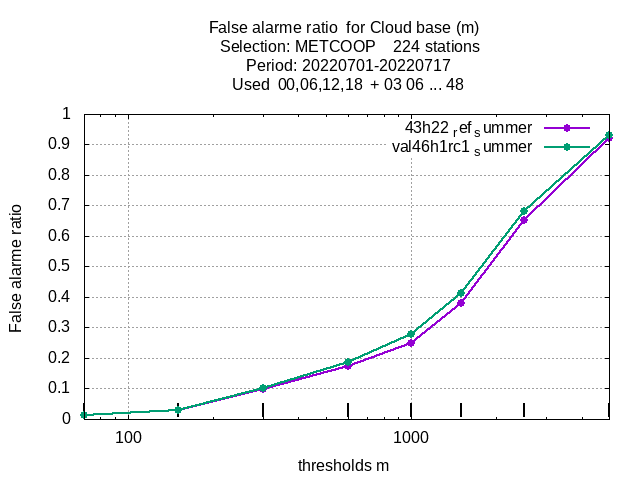 False alarme ratio for Cloud base (m)
Selection: METCOOP 224 stations
Period: 20220701-20220717
Used 00,06,12,18 + 03 06 ... 48
43h22 ref summer
val46h1rc1 summer
1
0.9
0.8
0.7
0.6
0.5
0.4
0.3
0.2
0.1
0
False alarme ratio
100
1000
thresholds m